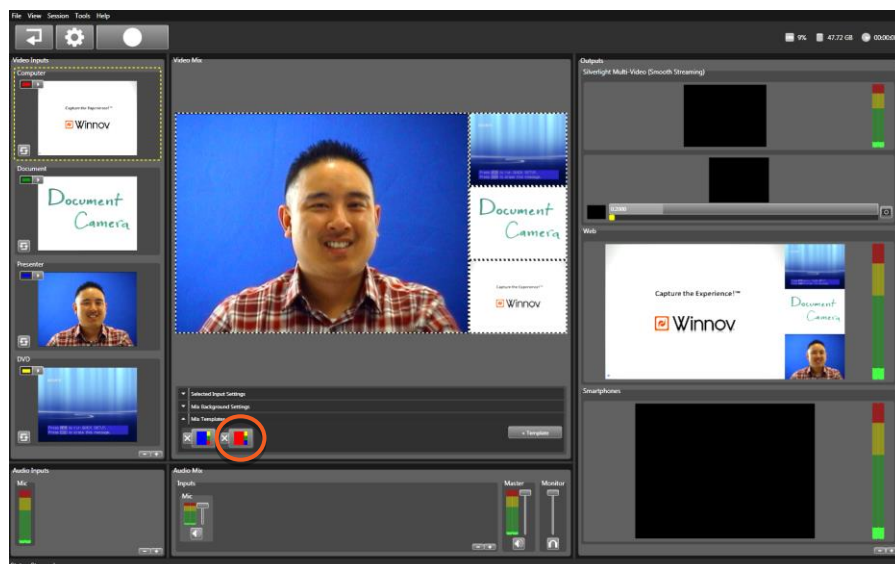 File View Session Tools Help
9% 47.72 GB
Video Inputs
Computer
Capture the Experience!™
Winnov
Document
Document
Camera
Presenter
DVD
Video Mix
Document
Camera
Capture the Experience!™
Winnov
Selected Input Settings
Mix Background Settings
Mix Templates
+ Template
Outputs
Silverlight Multi-Video (Smooth Streaming)
Web
Capture the Experience!™
Winnov
Document
Camera
Smartphones
Audio Inputs
Mic
Audio Mix
Inputs
Mic
Master
Monitor